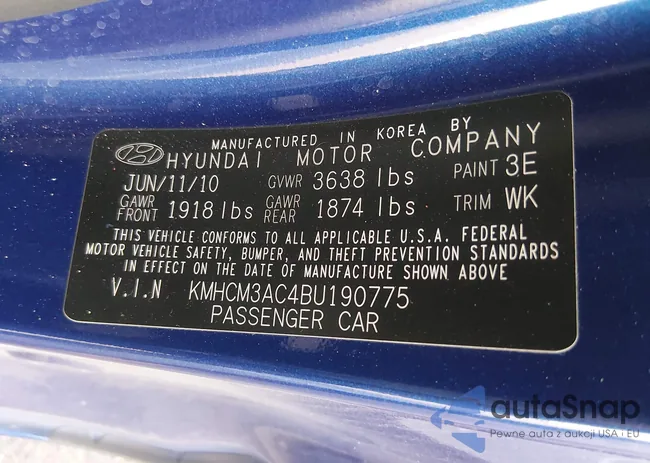 MANUFACTURED IN KOREA BY
HYUNDAI MOTOR COMPANY
JUN/11/10 GVWR 3638 lbs PAINT 3E
GAWR FRONT 1918 lbs GAWR REAR 1874 lbs TRIM WK
THIS VEHICLE CONFORMS TO ALL APPLICABLE U.S.A. FEDERAL
MOTOR VEHICLE SAFETY, BUMPER, AND THEFT PREVENTION STANDARDS
IN EFFECT ON THE DATE OF MANUFACTURE SHOWN ABOVE
V.I.N KMHCM3AC4BU190775
PASSENGER CAR
autaSnap
Pewne auta z aukcji USA i EU